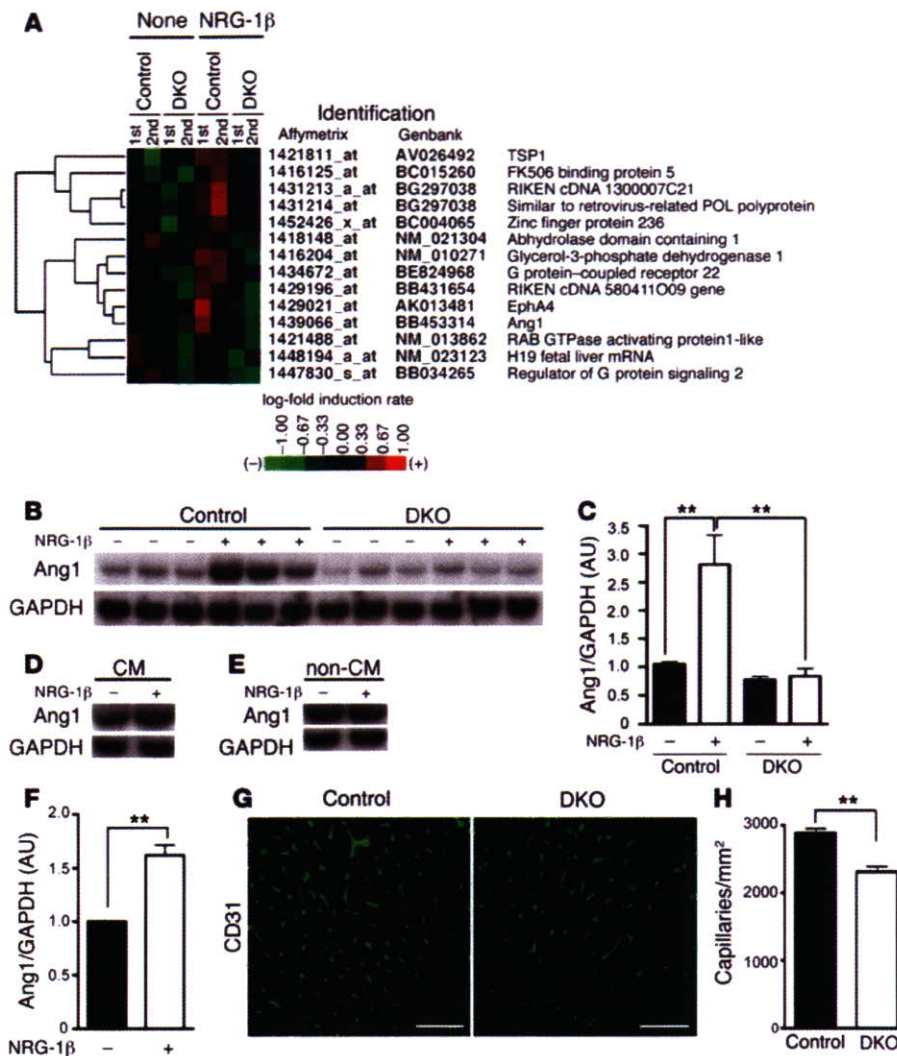 A
None NRG-1β
Control DKO Control DKO
1st 2nd 1st 2nd 1st 2nd 1st 2nd
Identification
Affymetrix Genbank
1421811_at AV026492 TSP1
1416125_at BC015260 FK506 binding protein 5
1431213_a_at BG297038 RIKEN cDNA 1300007C21
1431214_at BG297038 Similar to retrovirus-related POL polyprotein
1452426_x_at BC004065 Zinc finger protein 236
1418148_at NM_021304 Abhydrolase domain containing 1
1416204_at NM_010271 Glycerol-3-phosphate dehydrogenase 1
1434672_at BE824968 G protein–coupled receptor 22
1429196_at BB431654 RIKEN cDNA 580411O09 gene
1429021_at AK013481 EphA4
1439066_at BB453314 Ang1
1421488_at NM_013862 RAB GTPase activating protein1-like
1448194_a_at NM_023123 H19 fetal liver mRNA
1447830_s_at BB034265 Regulator of G protein signaling 2
log-fold induction rate
−1.00 −0.67 −0.33 0.00 0.33 0.67 1.00
(−) (+)
B
Control DKO
NRG-1β − − − + + + − − − + + +
Ang1
GAPDH
C
** **
Ang1/GAPDH (AU)
3.5
3.0
2.5
2.0
1.5
1.0
0.5
0
NRG-1β − + − +
Control DKO
D
CM
NRG-1β − +
Ang1
GAPDH
E
non-CM
NRG-1β − +
Ang1
GAPDH
F
**
Ang1/GAPDH (AU)
2.0
1.5
1.0
0.5
0
NRG-1β − +
G
Control DKO
CD31
H
**
Capillaries/mm²
3000
2000
1000
0
Control DKO